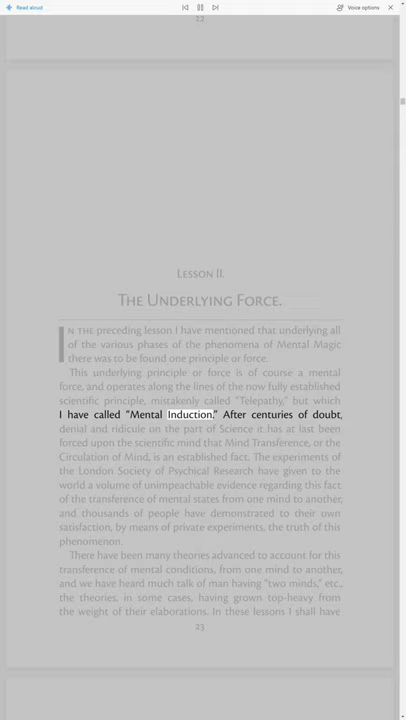 Read aloud
Voice options
22
Lesson II.
The Underlying Force.
In the preceding lesson I have mentioned that underlying all
of the various phases of the phenomena of Mental Magic
there was to be found one principle or force.
This underlying principle or force is of course a mental
force, and operates along the lines of the now fully established
scientific principle, mistakenly called "Telepathy," but which
I have called "Mental Induction." After centuries of doubt,
denial and ridicule on the part of Science it has at last been
forced upon the scientific mind that Mind Transference, or the
Circulation of Mind, is an established fact. The experiments of
the London Society of Psychical Research have given to the
world a volume of unimpeachable evidence regarding this fact
of the transference of mental states from one mind to another,
and thousands of people have demonstrated to their own
satisfaction, by means of private experiments, the truth of this
phenomenon.
There have been many theories advanced to account for this
transference of mental conditions, from one mind to another,
and we have heard much talk of man having "two minds," etc.,
the theories, in some cases, having grown top-heavy from
the weight of their elaborations. In these lessons I shall have
23